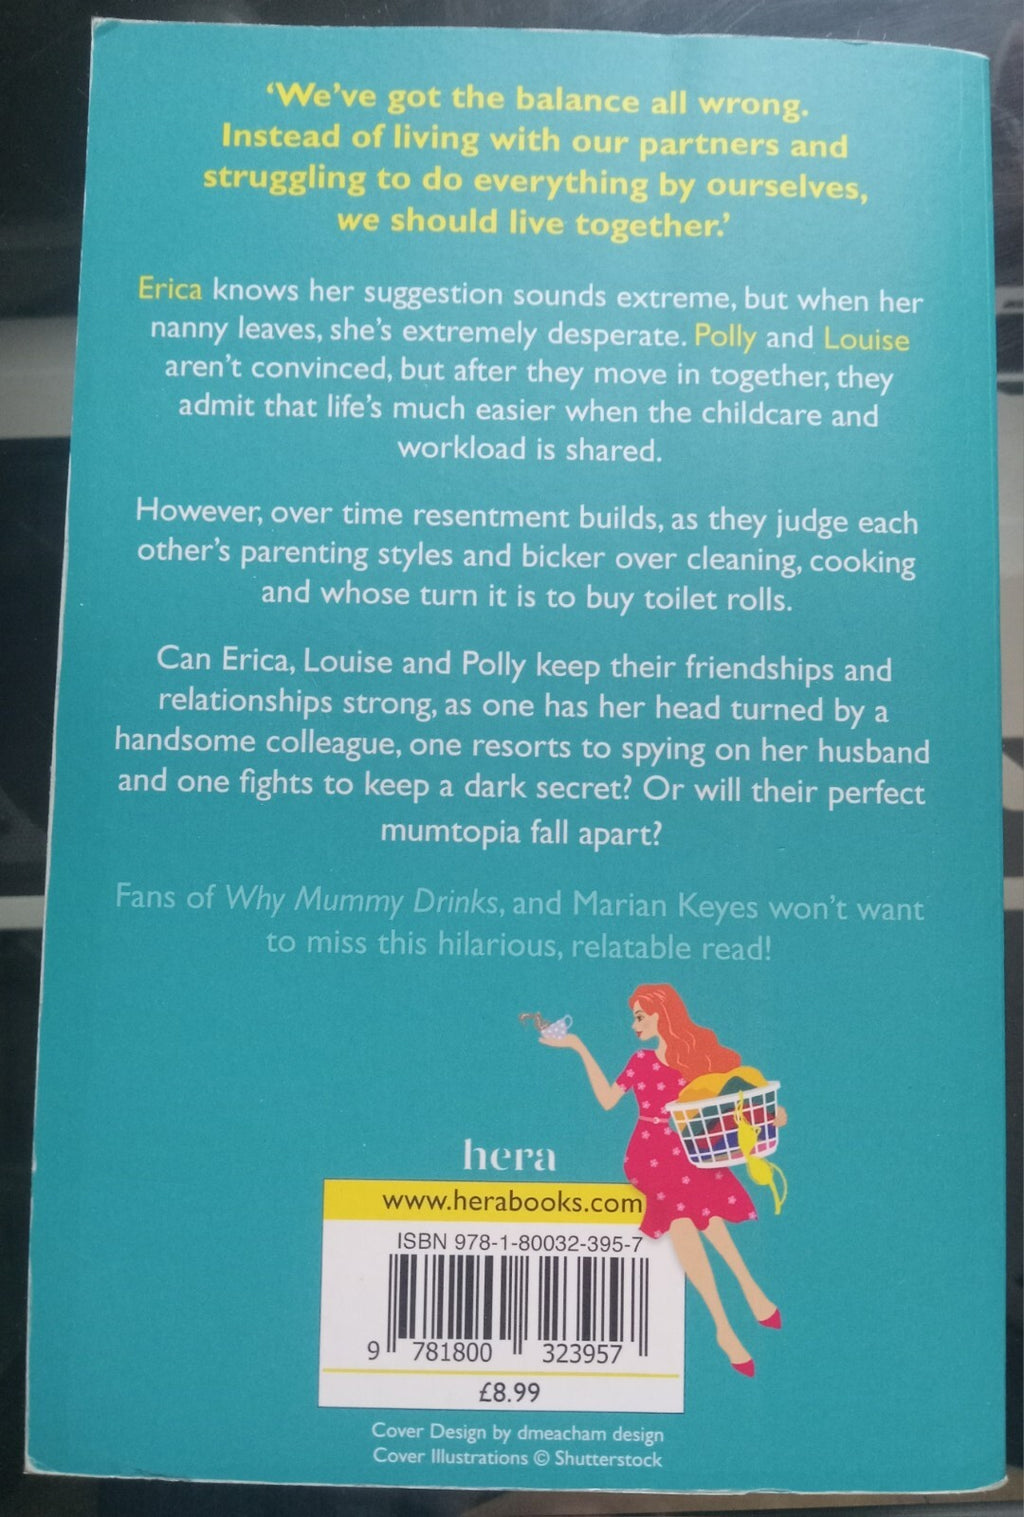 ‘We’ve got the balance all wrong.
Instead of living with our partners and
struggling to do everything by ourselves,
we should live together.’
Erica knows her suggestion sounds extreme, but when her
nanny leaves, she’s extremely desperate. Polly and Louise
aren’t convinced, but after they move in together, they
admit that life’s much easier when the childcare and
workload is shared.
However, over time resentment builds, as they judge each
other’s parenting styles and bicker over cleaning, cooking
and whose turn it is to buy toilet rolls.
Can Erica, Louise and Polly keep their friendships and
relationships strong, as one has her head turned by a
handsome colleague, one resorts to spying on her husband
and one fights to keep a dark secret? Or will their perfect
mumtopia fall apart?
Fans of Why Mummy Drinks, and Marian Keyes won’t want
to miss this hilarious, relatable read!
hera
www.herabooks.com
ISBN 978-1-80032-395-7
9 781800 323957
£8.99
Cover Design by dmeacham design
Cover Illustrations © Shutterstock